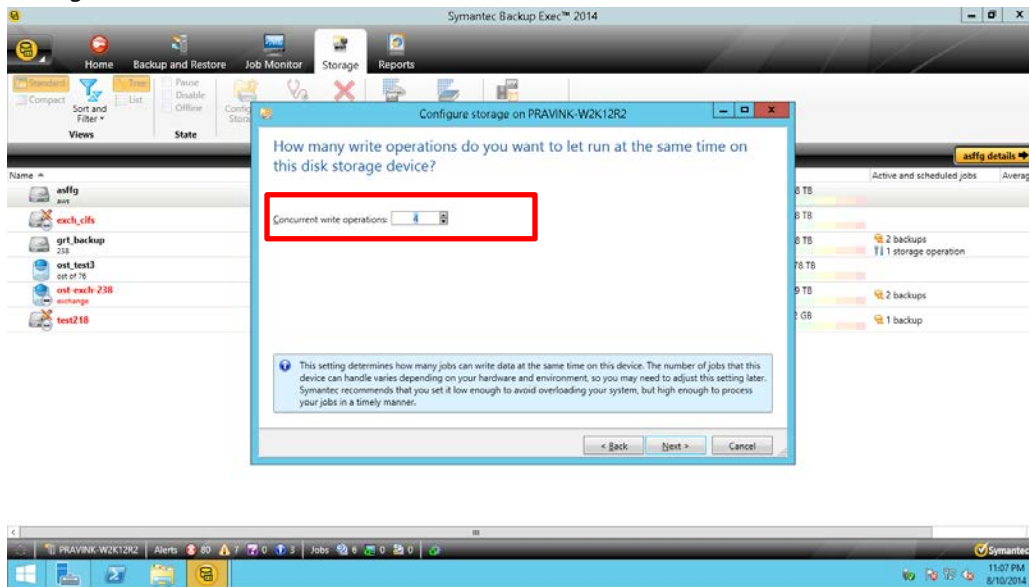 Symantec Backup Exec™ 2014
Home
Backup and Restore
Job Monitor
Storage
Reports
Standard
Compact
Sort and
Filter
Tree
List
Pause
Disable
Offline
Views
State
Configure storage on PRAVINK-W2K12R2
How many write operations do you want to let run at the same time on
this disk storage device?
Concurrent write operations: 4
This setting determines how many jobs can write data at the same time on this device. The number of jobs that this
device can handle varies depending on your hardware and environment, so you may need to adjust this setting later.
Symantec recommends that you set it low enough to avoid overloading your system, but high enough to process
your jobs in a timely manner.
< Back
Next >
Cancel
asffg details
Name
Active and scheduled jobs
Averag
asffg
aws
8 TB
exch_cifs
8 TB
grt_backup
238
8 TB
2 backups
1 storage operation
ost_test3
ost of 76
78 TB
ost-exch-238
exchange
9 TB
2 backups
test218
GB
1 backup
PRAVINK-W2K12R2
Alerts
80
7
0
3
Jobs
6
0
0
Symantec
11:07 PM
8/10/2014